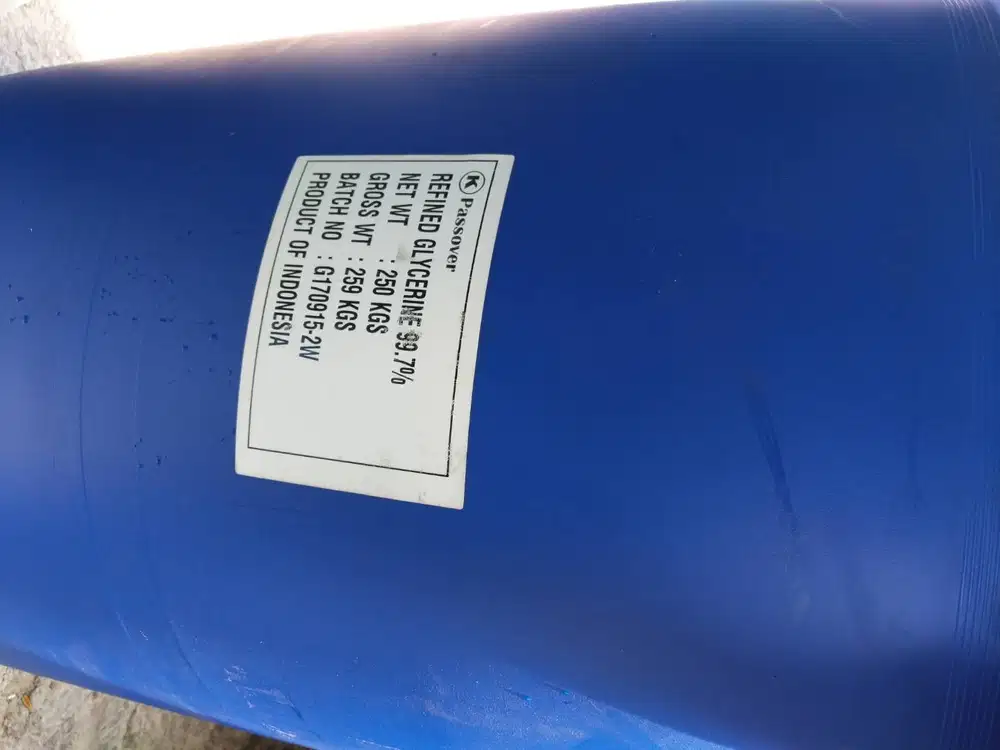 K Passover
REFINED GLYCERINE 99.7%
NET WT : 250 KGS
GROSS WT : 259 KGS
BATCH NO : G170915-2W
PRODUCT OF INDONESIA